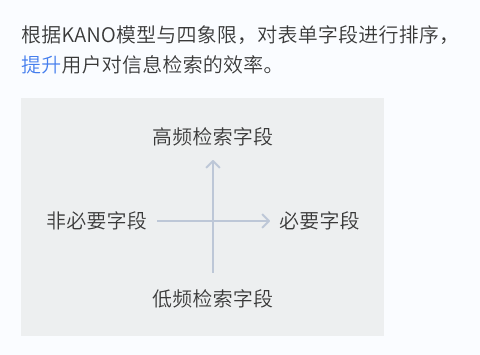 根据KANO模型与四象限，对表单字段进行排序，
提升用户对信息检索的效率。
高频检索字段
非必要字段
必要字段
低频检索字段